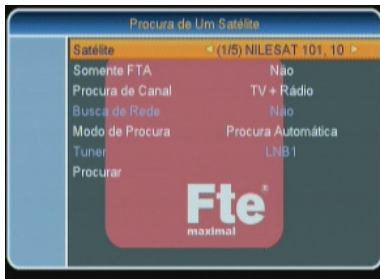 Procura de Um Satélite
Satélite (1/5) NILESAT 101, 10
Somente FTA Não
Procura de Canal TV + Rádio
Busca de Rede Não
Modo de Procura Procura Automática
Tuner LNB1
Procurar
Fte
maximal